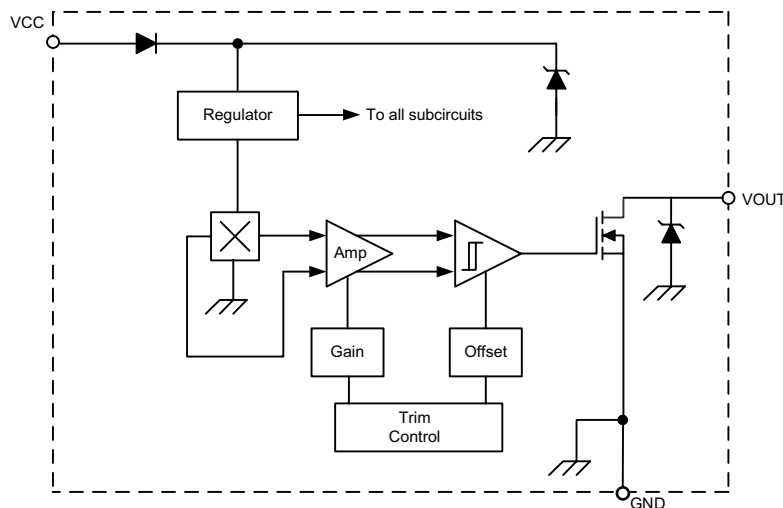 VCC
Regulator
To all subcircuits
VOUT
Amp
Gain
Offset
Trim
Control
GND